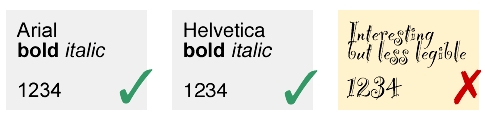 Arial
bold italic
1234
Helvetica
bold italic
1234
Interesting
but less legible
1234